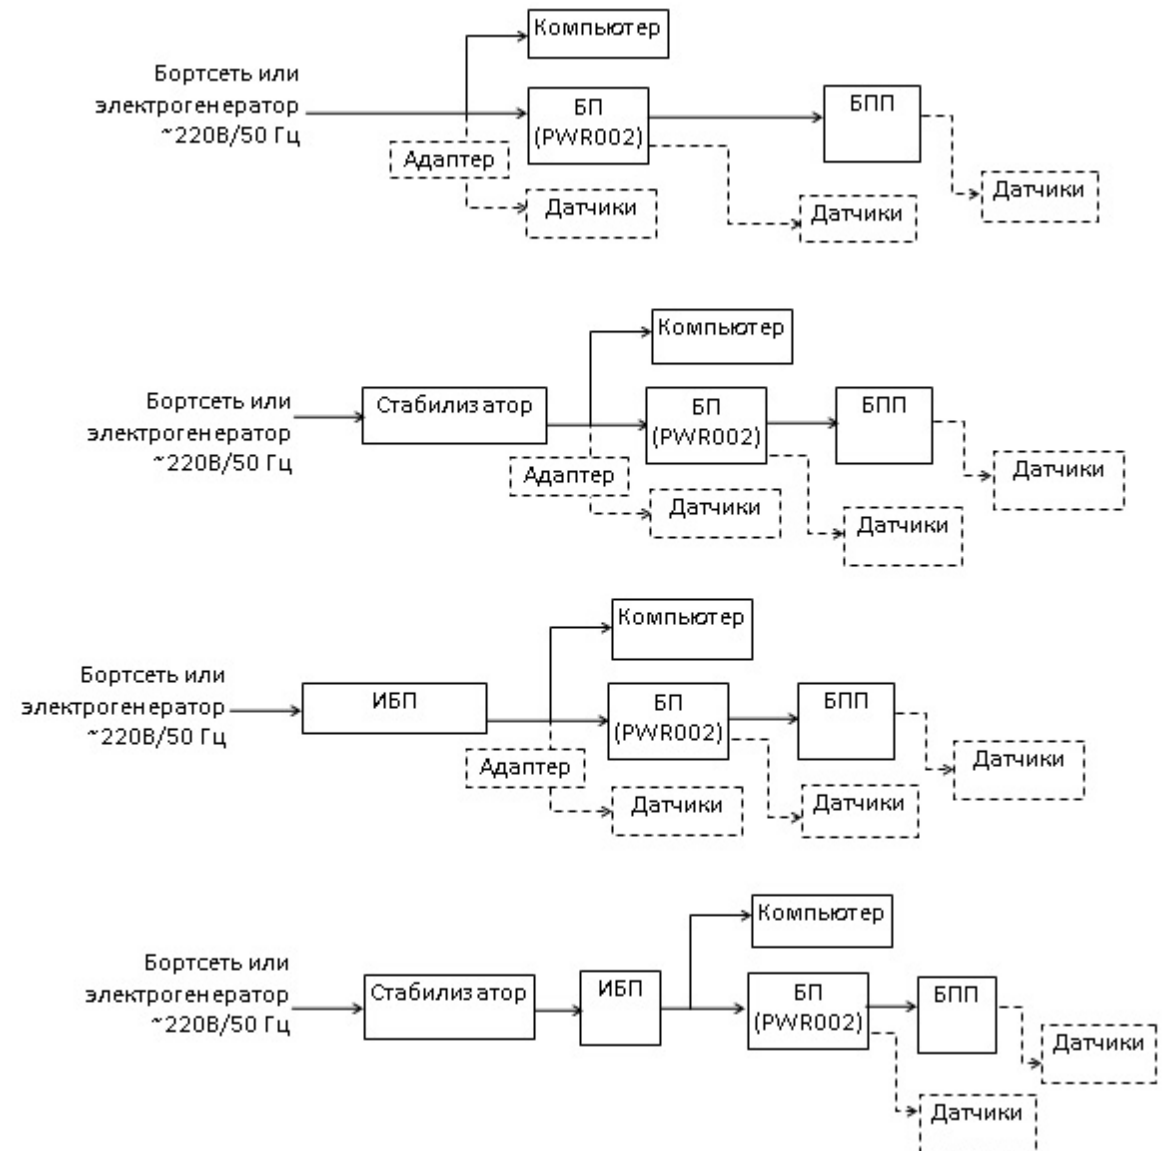 Компьютер
Бортсеть или
электрогенератор
~220В/50 Гц
БП
(PWR002)
БПП
Адаптер
Датчики
Датчики
Датчики
Компьютер
Бортсеть или
электрогенератор
~220В/50 Гц
Стабилизатор
БП
(PWR002)
БПП
Адаптер
Датчики
Датчики
Датчики
Компьютер
Бортсеть или
электрогенератор
~220В/50 Гц
ИБП
БП
(PWR002)
БПП
Адаптер
Датчики
Датчики
Датчики
Компьютер
Бортсеть или
электрогенератор
~220В/50 Гц
Стабилизатор
ИБП
БП
(PWR002)
БПП
Датчики
Датчики